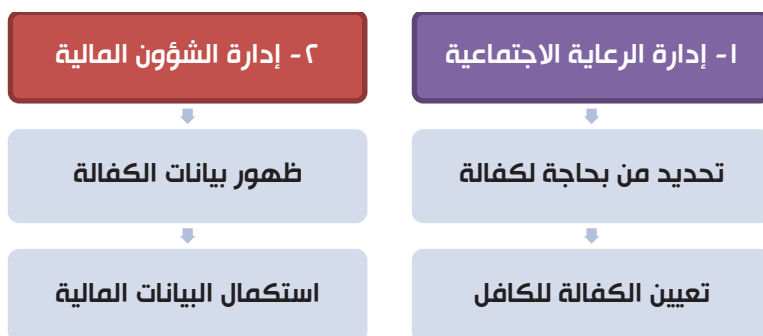 ١- إدارة الرعاية الاجتماعية
تحديد من بحاجة لكفالة
تعيين الكفالة للكافل
٢- إدارة الشؤون المالية
ظهور بيانات الكفالة
استكمال البيانات المالية